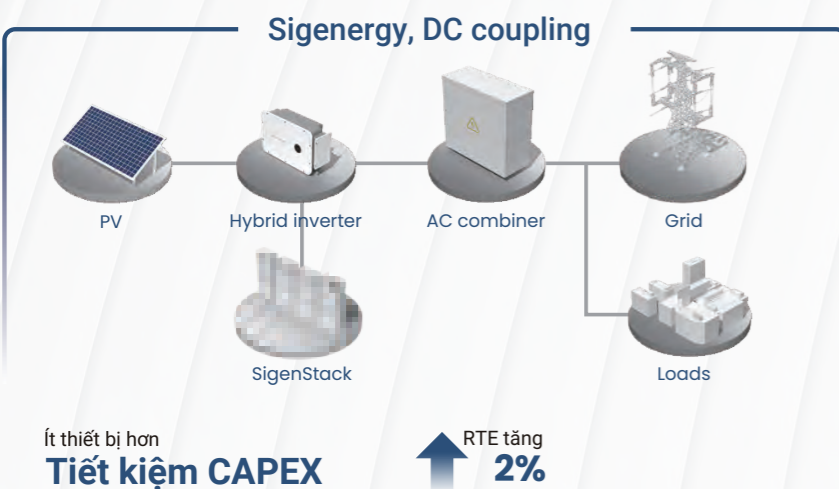 Sigenergy, DC coupling
PV
Hybrid inverter
AC combiner
Grid
SigenStack
Loads
Ít thiết bị hơn
Tiết kiệm CAPEX
RTE tăng
2%